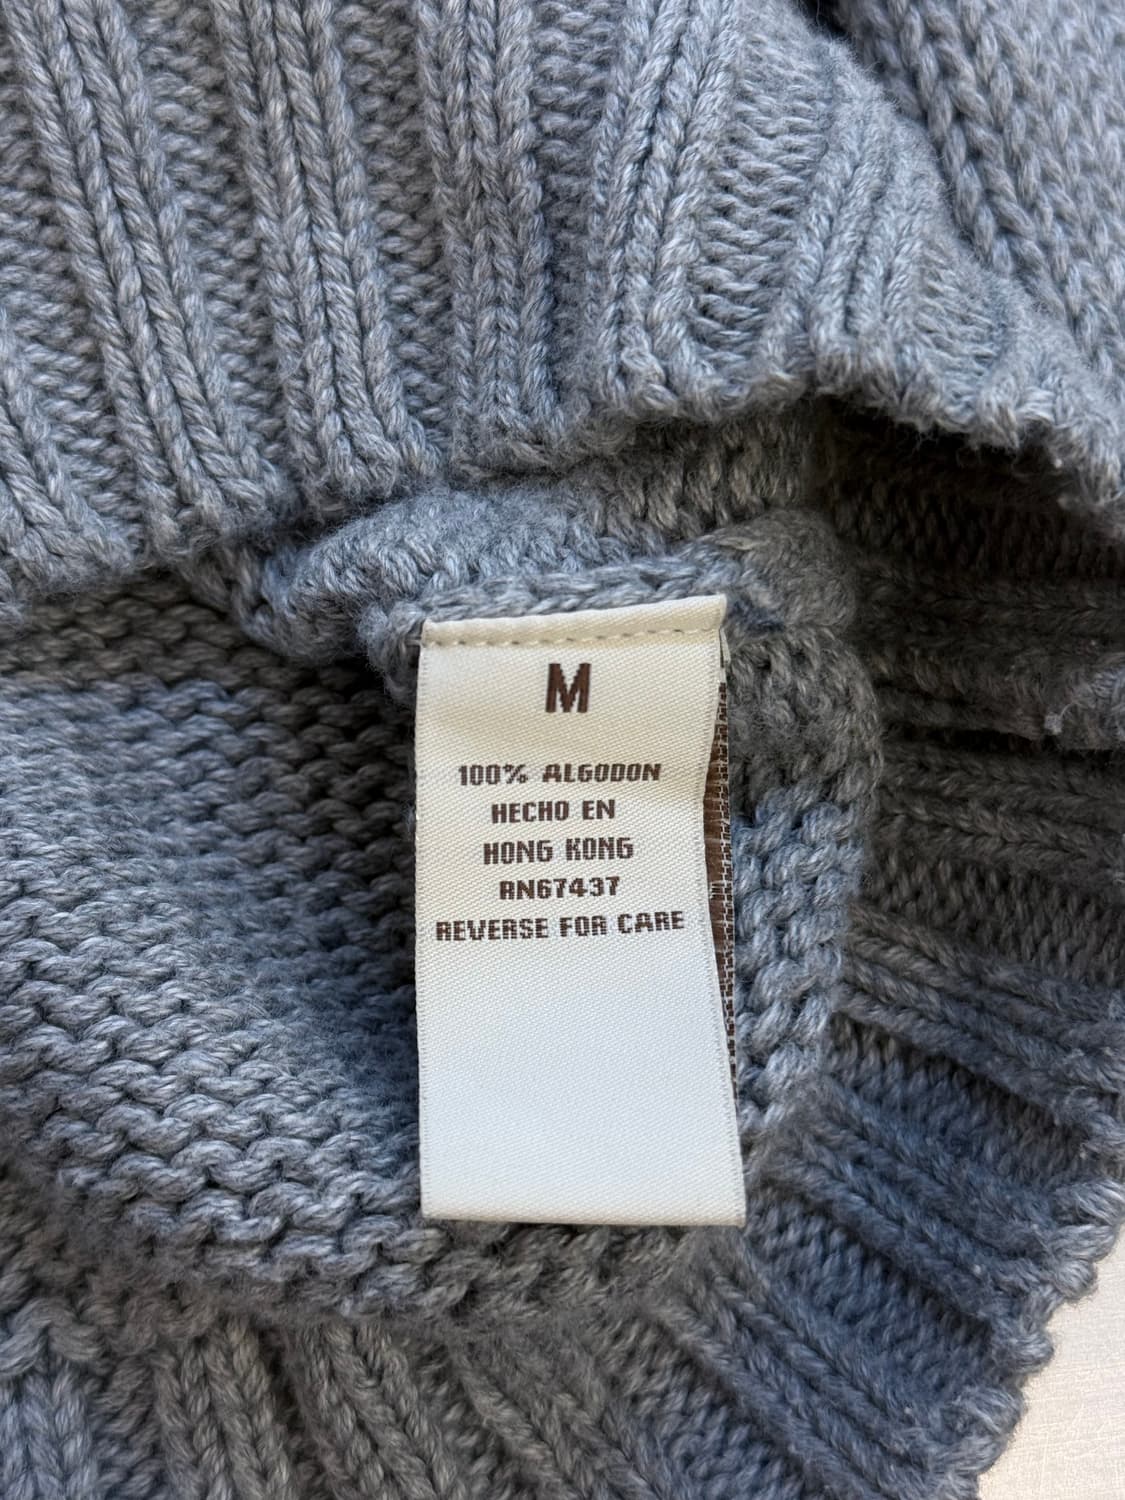 M
100% ALGODON
HECHO EN
HONG KONG
RN67437
REVERSE FOR CARE